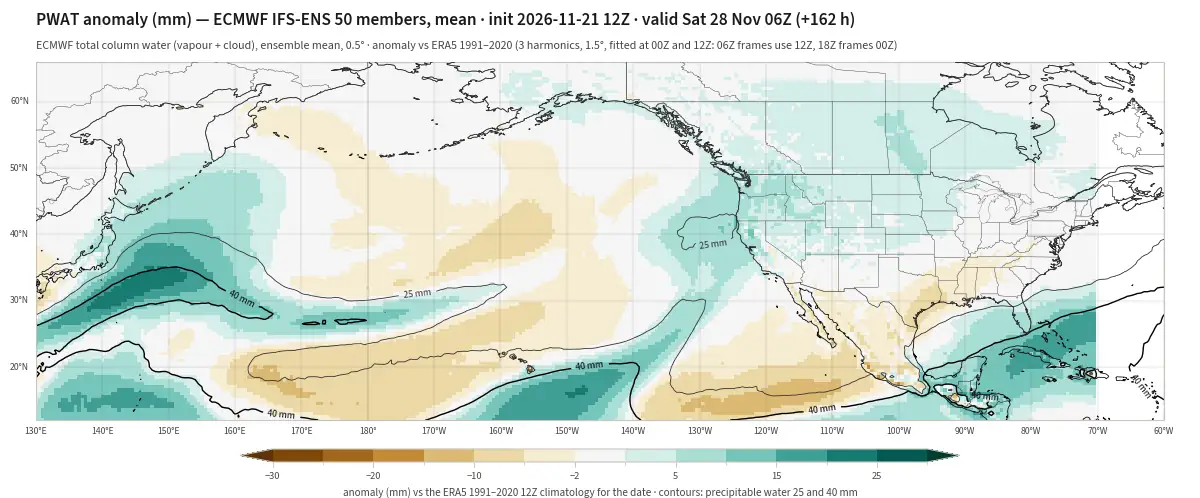 PWAT anomaly (mm) — ECMWF IFS-ENS 50 members, mean · init 2026-11-21 12Z · valid Sat 28 Nov 06Z (+162 h)
ECMWF total column water (vapour + cloud), ensemble mean, 0.5° · anomaly vs ERA5 1991–2020 (3 harmonics, 1.5°, fitted at 00Z and 12Z: 06Z frames use 12Z, 18Z frames 00Z)
60°N
50°N
40°N
25 mm
40 mm
25 mm
30°N
40 mm
20°N
40 mm
40 mm
40 mm
40 mm
130°E 140°E 150°E 160°E 170°E 180° 170°W 160°W 150°W 140°W 130°W 120°W 110°W 100°W 90°W 80°W 70°W 60°W
−30 −20 −10 −2 5 15 25
anomaly (mm) vs the ERA5 1991–2020 12Z climatology for the date · contours: precipitable water 25 and 40 mm